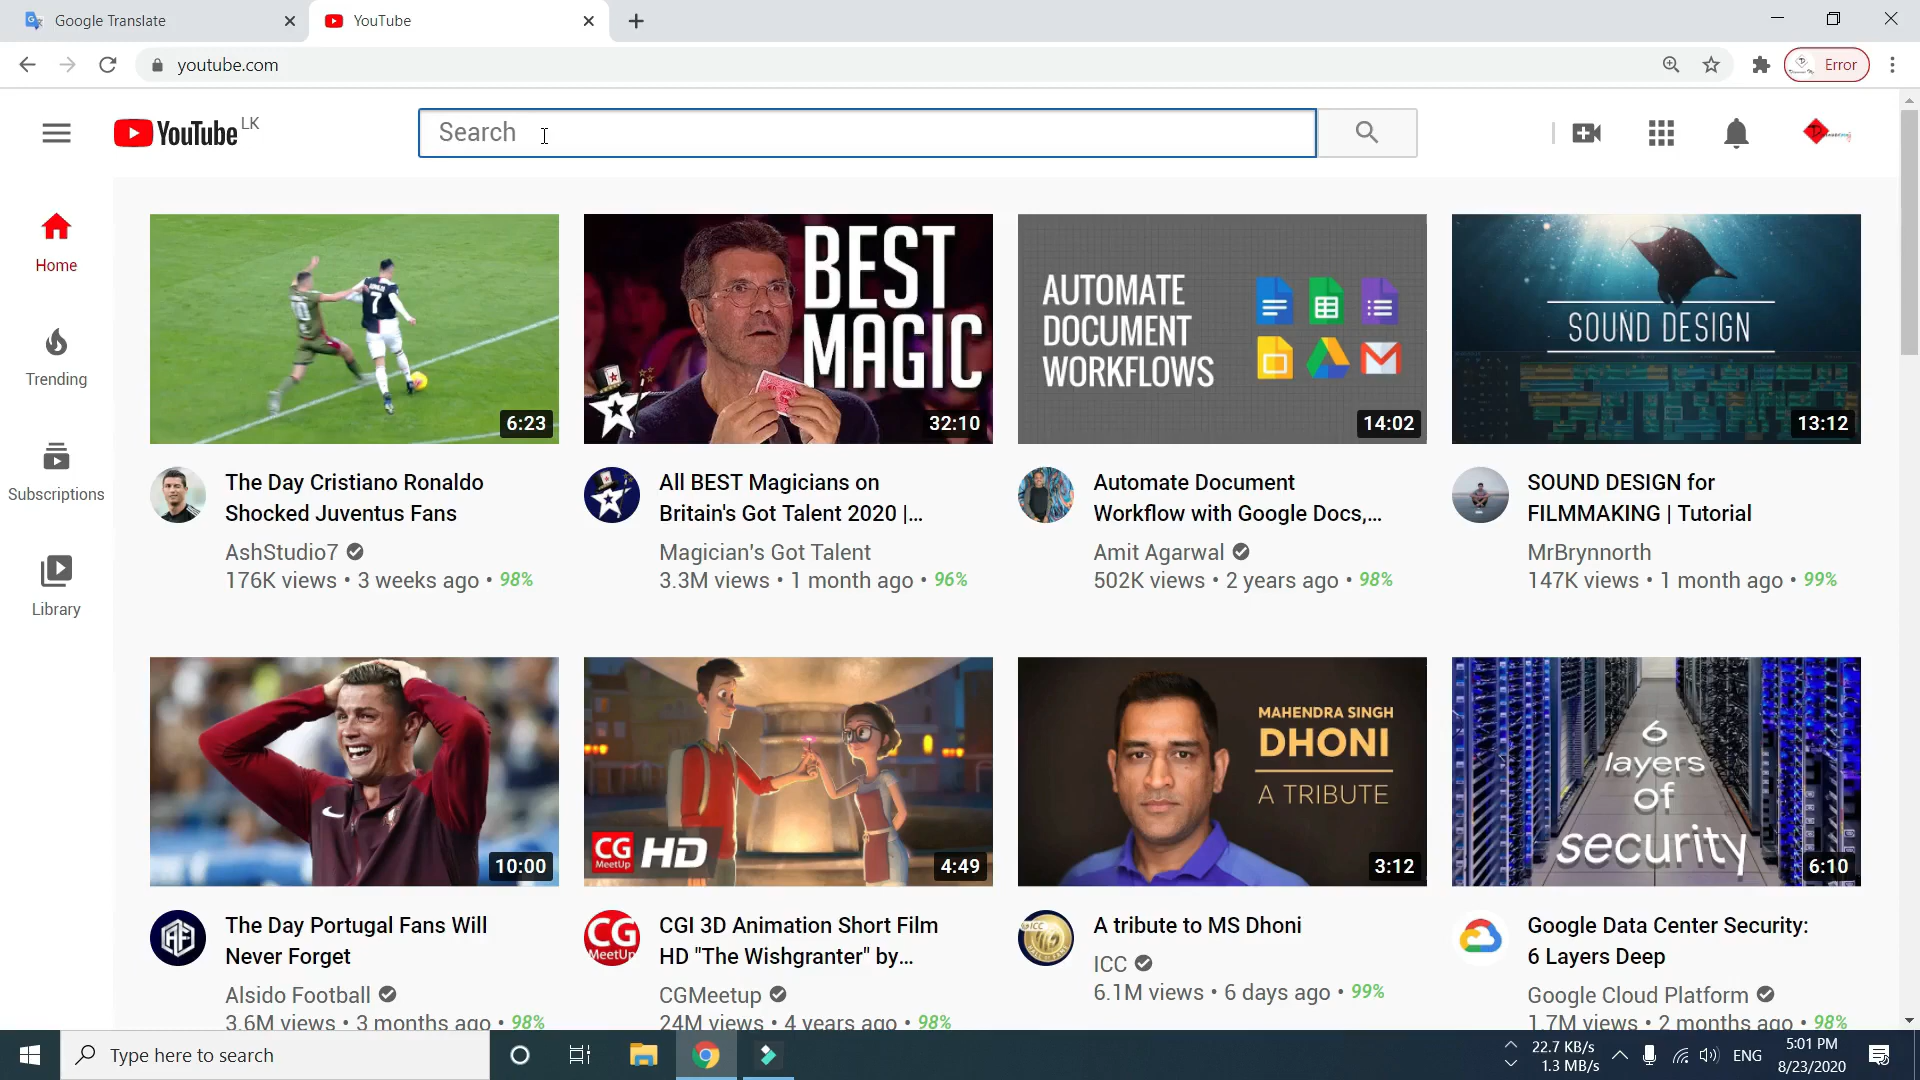 Google Translate
YouTube
youtube.com
Error
YouTube LK
Search
Home
Trending
Subscriptions
Library
7
6:23
BEST
MAGIC
32:10
AUTOMATE
DOCUMENT
WORKFLOWS
14:02
SOUND DESIGN
13:12
The Day Cristiano Ronaldo
Shocked Juventus Fans
AshStudio7
176K views • 3 weeks ago • 98%
All BEST Magicians on
Britain's Got Talent 2020 |...
Magician's Got Talent
3.3M views • 1 month ago • 96%
Automate Document
Workflow with Google Docs,...
Amit Agarwal
502K views • 2 years ago • 98%
SOUND DESIGN for
FILMMAKING | Tutorial
MrBrynnorth
147K views • 1 month ago • 99%
10:00
CG
MeetUp
HD
4:49
MAHENDRA SINGH
DHONI
A TRIBUTE
3:12
6
layers
of
security
6:10
The Day Portugal Fans Will
Never Forget
Alsido Football
3.6M views • 3 months ago • 98%
CG
MeetUp
CGI 3D Animation Short Film
HD "The Wishgranter" by...
CGMeetup
24M views • 4 years ago • 98%
A tribute to MS Dhoni
ICC
6.1M views • 6 days ago • 99%
Google Data Center Security:
6 Layers Deep
Google Cloud Platform
1.7M views • 2 months ago • 98%
Type here to search
22.7 KB/s
1.3 MB/s
ENG
5:01 PM
8/23/2020